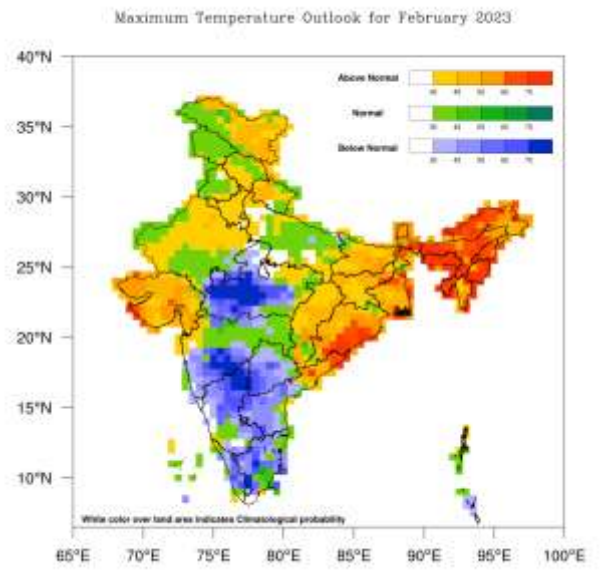 Maximum Temperature Outlook for February 2023
40°N
35°N
30°N
25°N
20°N
15°N
10°N
Above Normal
Normal
Below Normal
White color over land area indicates Climatological probability
65°E 70°E 75°E 80°E 85°E 90°E 95°E 100°E